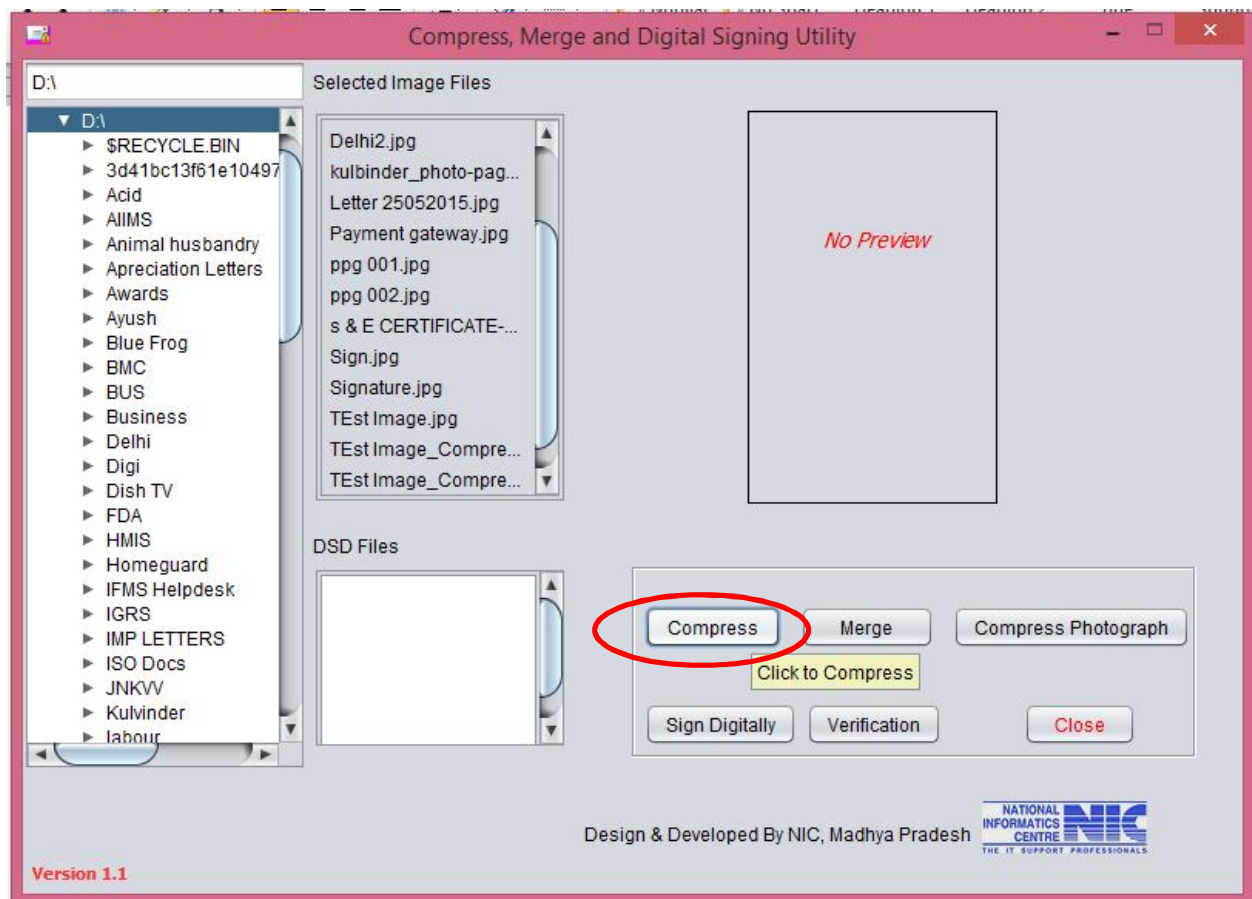 Compress, Merge and Digital Signing Utility
D:\
Selected Image Files
D:\
$RECYCLE.BIN
3d41bc13f61e10497
Acid
AIIMS
Animal husbandry
Apreciation Letters
Awards
Ayush
Blue Frog
BMC
BUS
Business
Delhi
Digi
Dish TV
FDA
HMIS
Homeguard
IFMS Helpdesk
IGRS
IMP LETTERS
ISO Docs
JNKVV
Kulvinder
labour
Delhi2.jpg
kulbinder_photo-pag...
Letter 25052015.jpg
Payment gateway.jpg
ppg 001.jpg
ppg 002.jpg
s & E CERTIFICATE-...
Sign.jpg
Signature.jpg
TEst Image.jpg
TEst Image_Compre...
TEst Image_Compre...
No Preview
DSD Files
Compress Merge Compress Photograph
Click to Compress
Sign Digitally Verification Close
Design & Developed By NIC, Madhya Pradesh
NATIONAL
INFORMATICS
CENTRE
NIC
THE IT SUPPORT PROFESSIONALS
Version 1.1